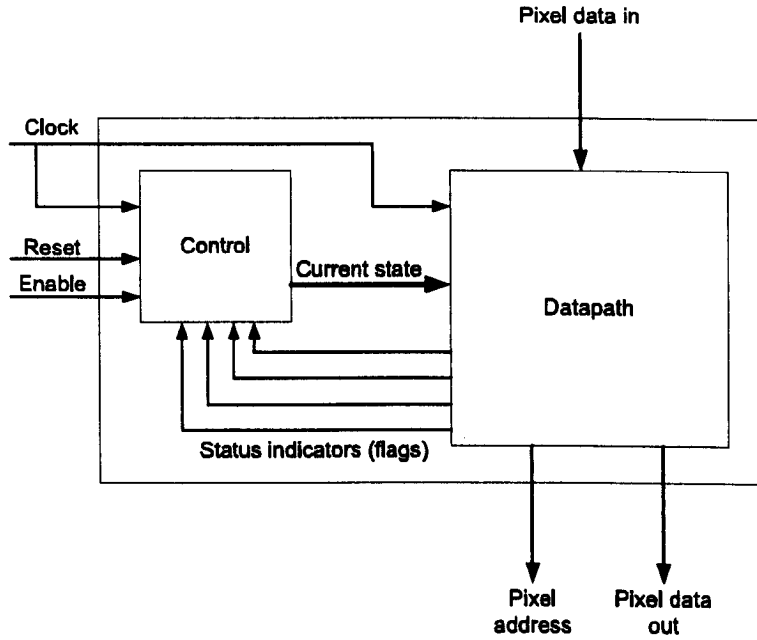 Pixel data in
Clock
Control
Reset
Enable
Current state
Datapath
Status indicators (flags)
Pixel
address
Pixel data
out